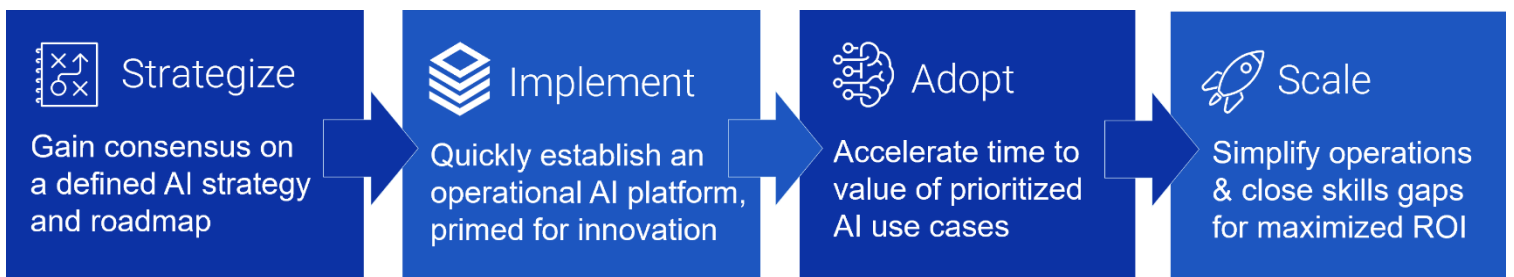 Strategize
Gain consensus on
a defined AI strategy
and roadmap
Implement
Quickly establish an
operational AI platform,
primed for innovation
Adopt
Accelerate time to
value of prioritized
AI use cases
Scale
Simplify operations
& close skills gaps
for maximized ROI